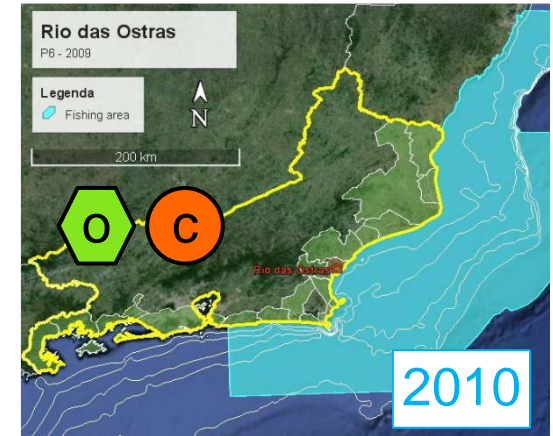 Rio das Ostras
P6 - 2009
Legenda
Fishing area
N
200 km
O
C
Rio das Ostras
2010